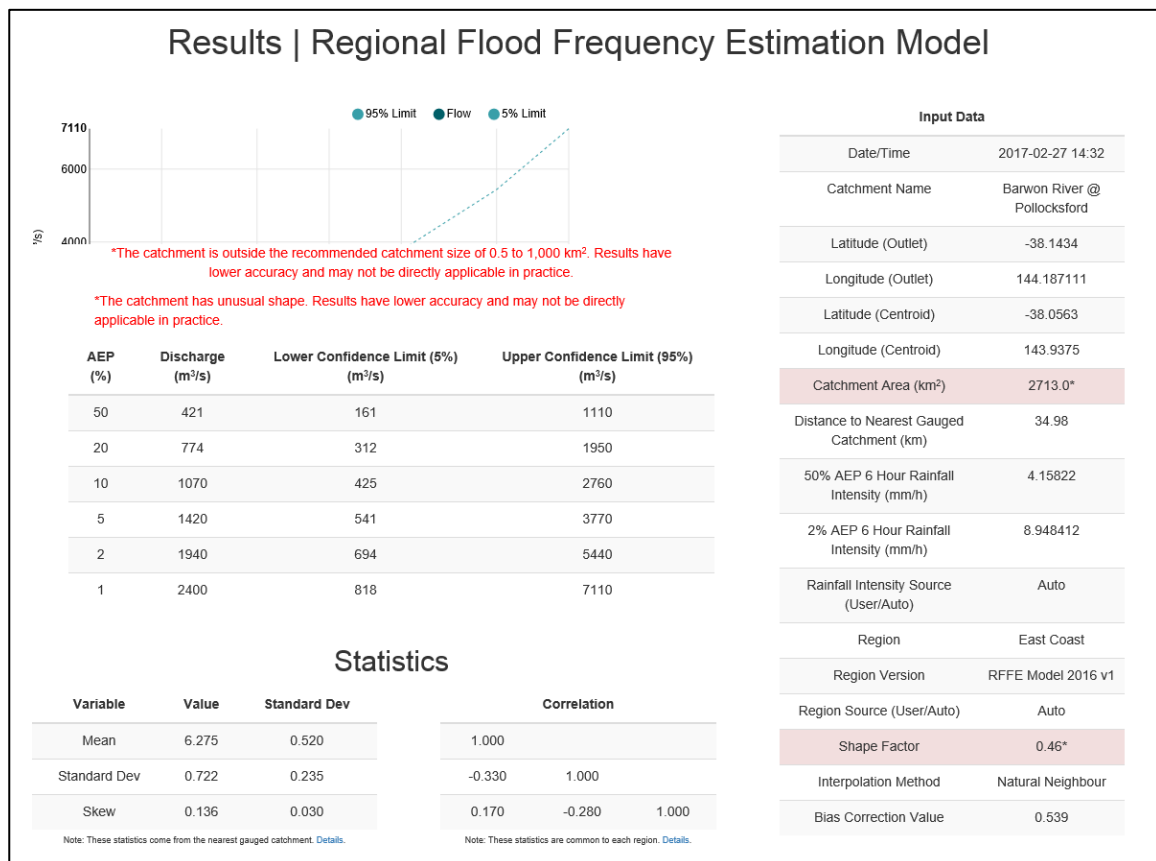 Results | Regional Flood Frequency Estimation Model
95% Limit Flow 5% Limit
7110
6000
4000
³/s)
*The catchment is outside the recommended catchment size of 0.5 to 1,000 km². Results have
lower accuracy and may not be directly applicable in practice.
*The catchment has unusual shape. Results have lower accuracy and may not be directly
applicable in practice.
AEP Discharge Lower Confidence Limit (5%) Upper Confidence Limit (95%)
(%) (m³/s) (m³/s) (m³/s)
50 421 161 1110
20 774 312 1950
10 1070 425 2760
5 1420 541 3770
2 1940 694 5440
1 2400 818 7110
Statistics
Variable Value Standard Dev
Mean 6.275 0.520
Standard Dev 0.722 0.235
Skew 0.136 0.030
Note: These statistics come from the nearest gauged catchment. Details.
Correlation
1.000
-0.330 1.000
0.170 -0.280 1.000
Note: These statistics are common to each region. Details.
Input Data
Date/Time 2017-02-27 14:32
Catchment Name Barwon River @
Pollocksford
Latitude (Outlet) -38.1434
Longitude (Outlet) 144.187111
Latitude (Centroid) -38.0563
Longitude (Centroid) 143.9375
Catchment Area (km²) 2713.0*
Distance to Nearest Gauged 34.98
Catchment (km)
50% AEP 6 Hour Rainfall 4.15822
Intensity (mm/h)
2% AEP 6 Hour Rainfall 8.948412
Intensity (mm/h)
Rainfall Intensity Source Auto
(User/Auto)
Region East Coast
Region Version RFFE Model 2016 v1
Region Source (User/Auto) Auto
Shape Factor 0.46*
Interpolation Method Natural Neighbour
Bias Correction Value 0.539